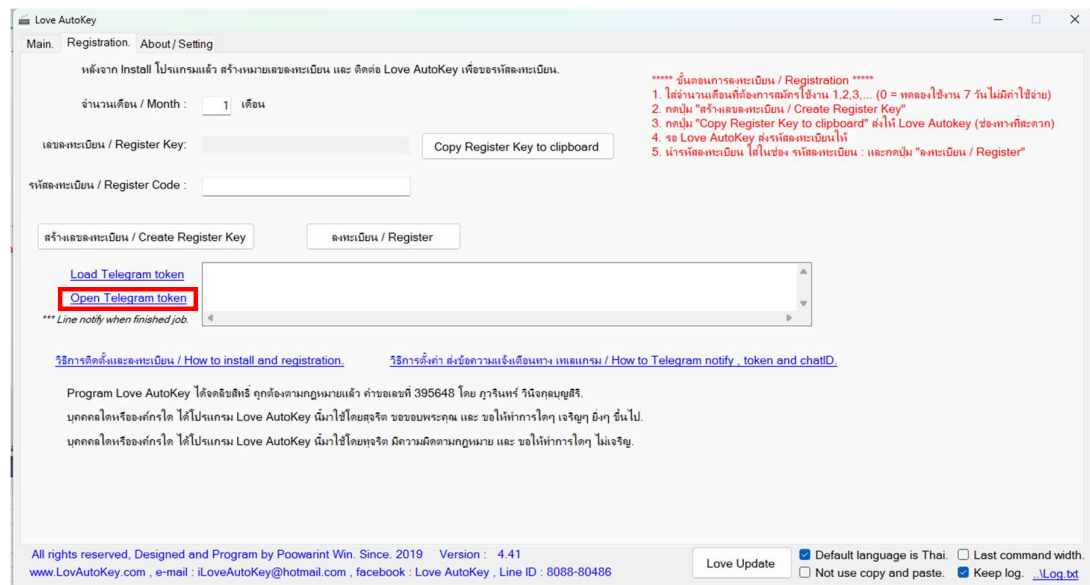 Love AutoKey
Main. Registration. About / Setting
หลังจาก Install โปรแกรมแล้ว สร้างหมายเลขลงทะเบียน และ ติดต่อ Love AutoKey เพื่อขอรหัสลงทะเบียน.
***** ขั้นตอนการลงทะเบียน / Registration *****
1. ใส่จำนวนเดือนที่ต้องการสมัครใช้งาน 1,2,3,... (0 = ทดลองใช้งาน 7 วัน ไม่มีค่าใช้จ่าย)
2. กดปุ่ม "สร้างเลขลงทะเบียน / Create Register Key"
3. กดปุ่ม "Copy Register Key to clipboard" ส่งให้ Love Autokey (ช่องทางที่สะดวก)
4. รอ Love AutoKey ส่งรหัสลงทะเบียนให้
5. นำรหัสลงทะเบียน ใส่ในช่อง รหัสลงทะเบียน : และกดปุ่ม "ลงทะเบียน / Register"
จำนวนเดือน / Month : 1 เดือน
เลขลงทะเบียน / Register Key: Copy Register Key to clipboard
รหัสลงทะเบียน / Register Code :
สร้างเลขลงทะเบียน / Create Register Key ลงทะเบียน / Register
Load Telegram token
Open Telegram token
*** Line notify when finished job.
วิธีการติดตั้งและลงทะเบียน / How to install and registration. วิธีการตั้งค่า ส่งข้อความแจ้งเตือนทาง เทเลแกรม / How to Telegram notify , token and chatID.
Program Love AutoKey ได้จดลิขสิทธิ์ ถูกต้องตามกฎหมายแล้ว คำขอเลขที่ 395648 โดย ภูวรินทร์ วินิจกุลบุญศิริ.
บุคคลใดหรือองค์กรใด ได้โปรแกรม Love AutoKey นี้มาใช้โดยสุจริต ขอขอบพระคุณ และ ขอให้ทำการใดๆ เจริญๆ ยิ่งๆ ขึ้นไป.
บุคคลใดหรือองค์กรใด ได้โปรแกรม Love AutoKey นี้มาใช้โดยทุจริต มีความผิดตามกฎหมาย และ ขอให้ทำการใดๆ ไม่เจริญ.
All rights reserved, Designed and Program by Poowarint Win. Since. 2019 Version : 4.41
www.LovAutoKey.com , e-mail : iLoveAutoKey@hotmail.com , facebook : Love AutoKey , Line ID : 8088-80486
Love Update
Default language is Thai. Last command width.
Not use copy and paste. Keep log. ..\Log.txt